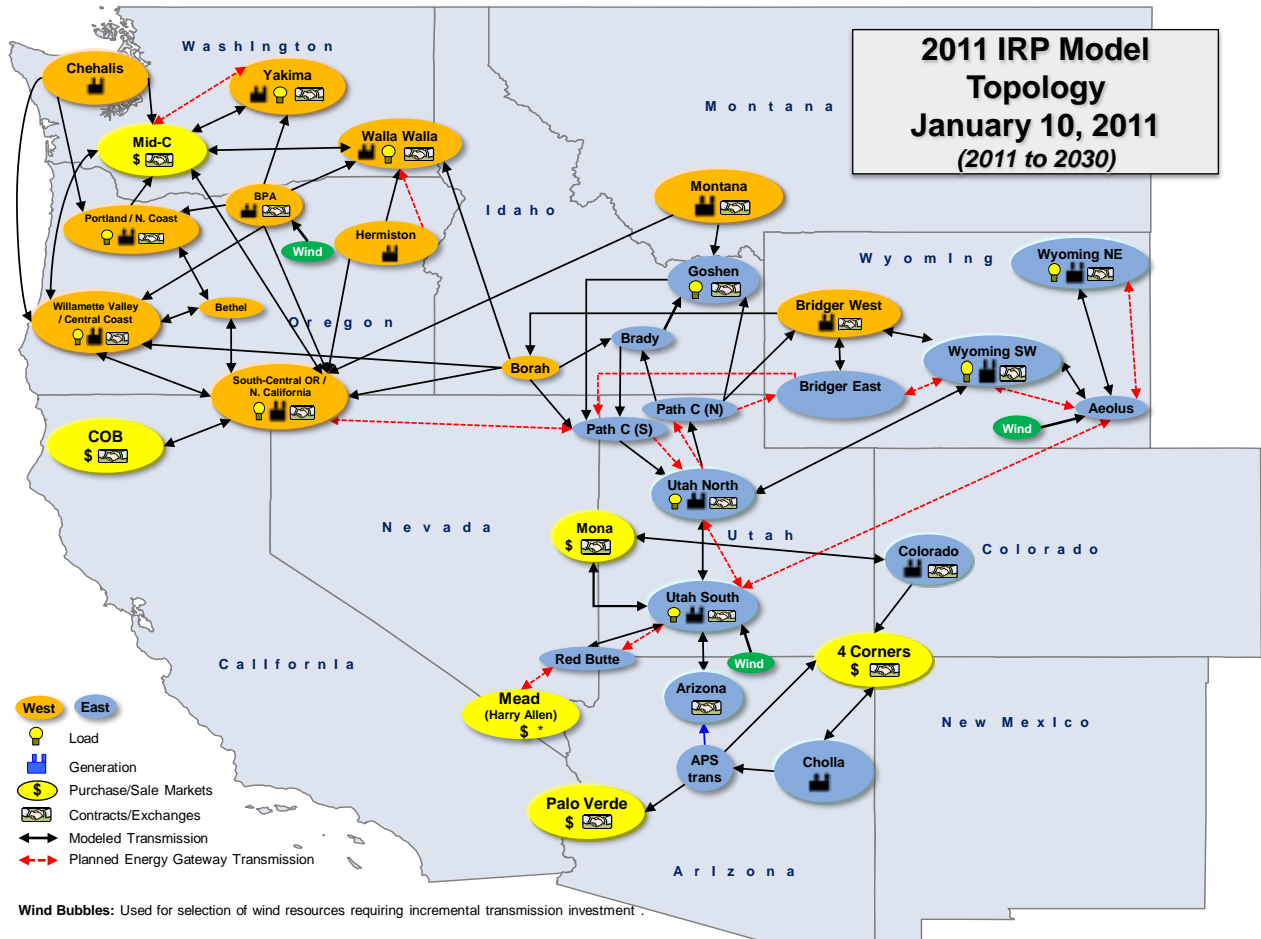 2011 IRP Model
Topology
January 10, 2011
(2011 to 2030)
Washington
Chehalis
Yakima
Montana
Mid-C
$
Walla Walla
BPA
Portland / N. Coast
Wind
Hermiston
Idaho
Montana
Goshen
Wyoming
Wyoming NE
Willamette Valley
/ Central Coast
Bethel
Oregon
Brady
Bridger West
Wyoming SW
Borah
South-Central OR /
N. California
Bridger East
Path C (N)
Path C (S)
Aeolus
Wind
COB
$
Utah North
Nevada
Mona
$
Utah
Colorado
Colorado
Utah South
California
Red Butte
Wind
4 Corners
$
Mead
(Harry Allen)
$ *
Arizona
New Mexico
APS
trans
Cholla
Palo Verde
$
Arizona
West
East
Load
Generation
$
Purchase/Sale Markets
Contracts/Exchanges
Modeled Transmission
Planned Energy Gateway Transmission
Wind Bubbles: Used for selection of wind resources requiring incremental transmission investment .